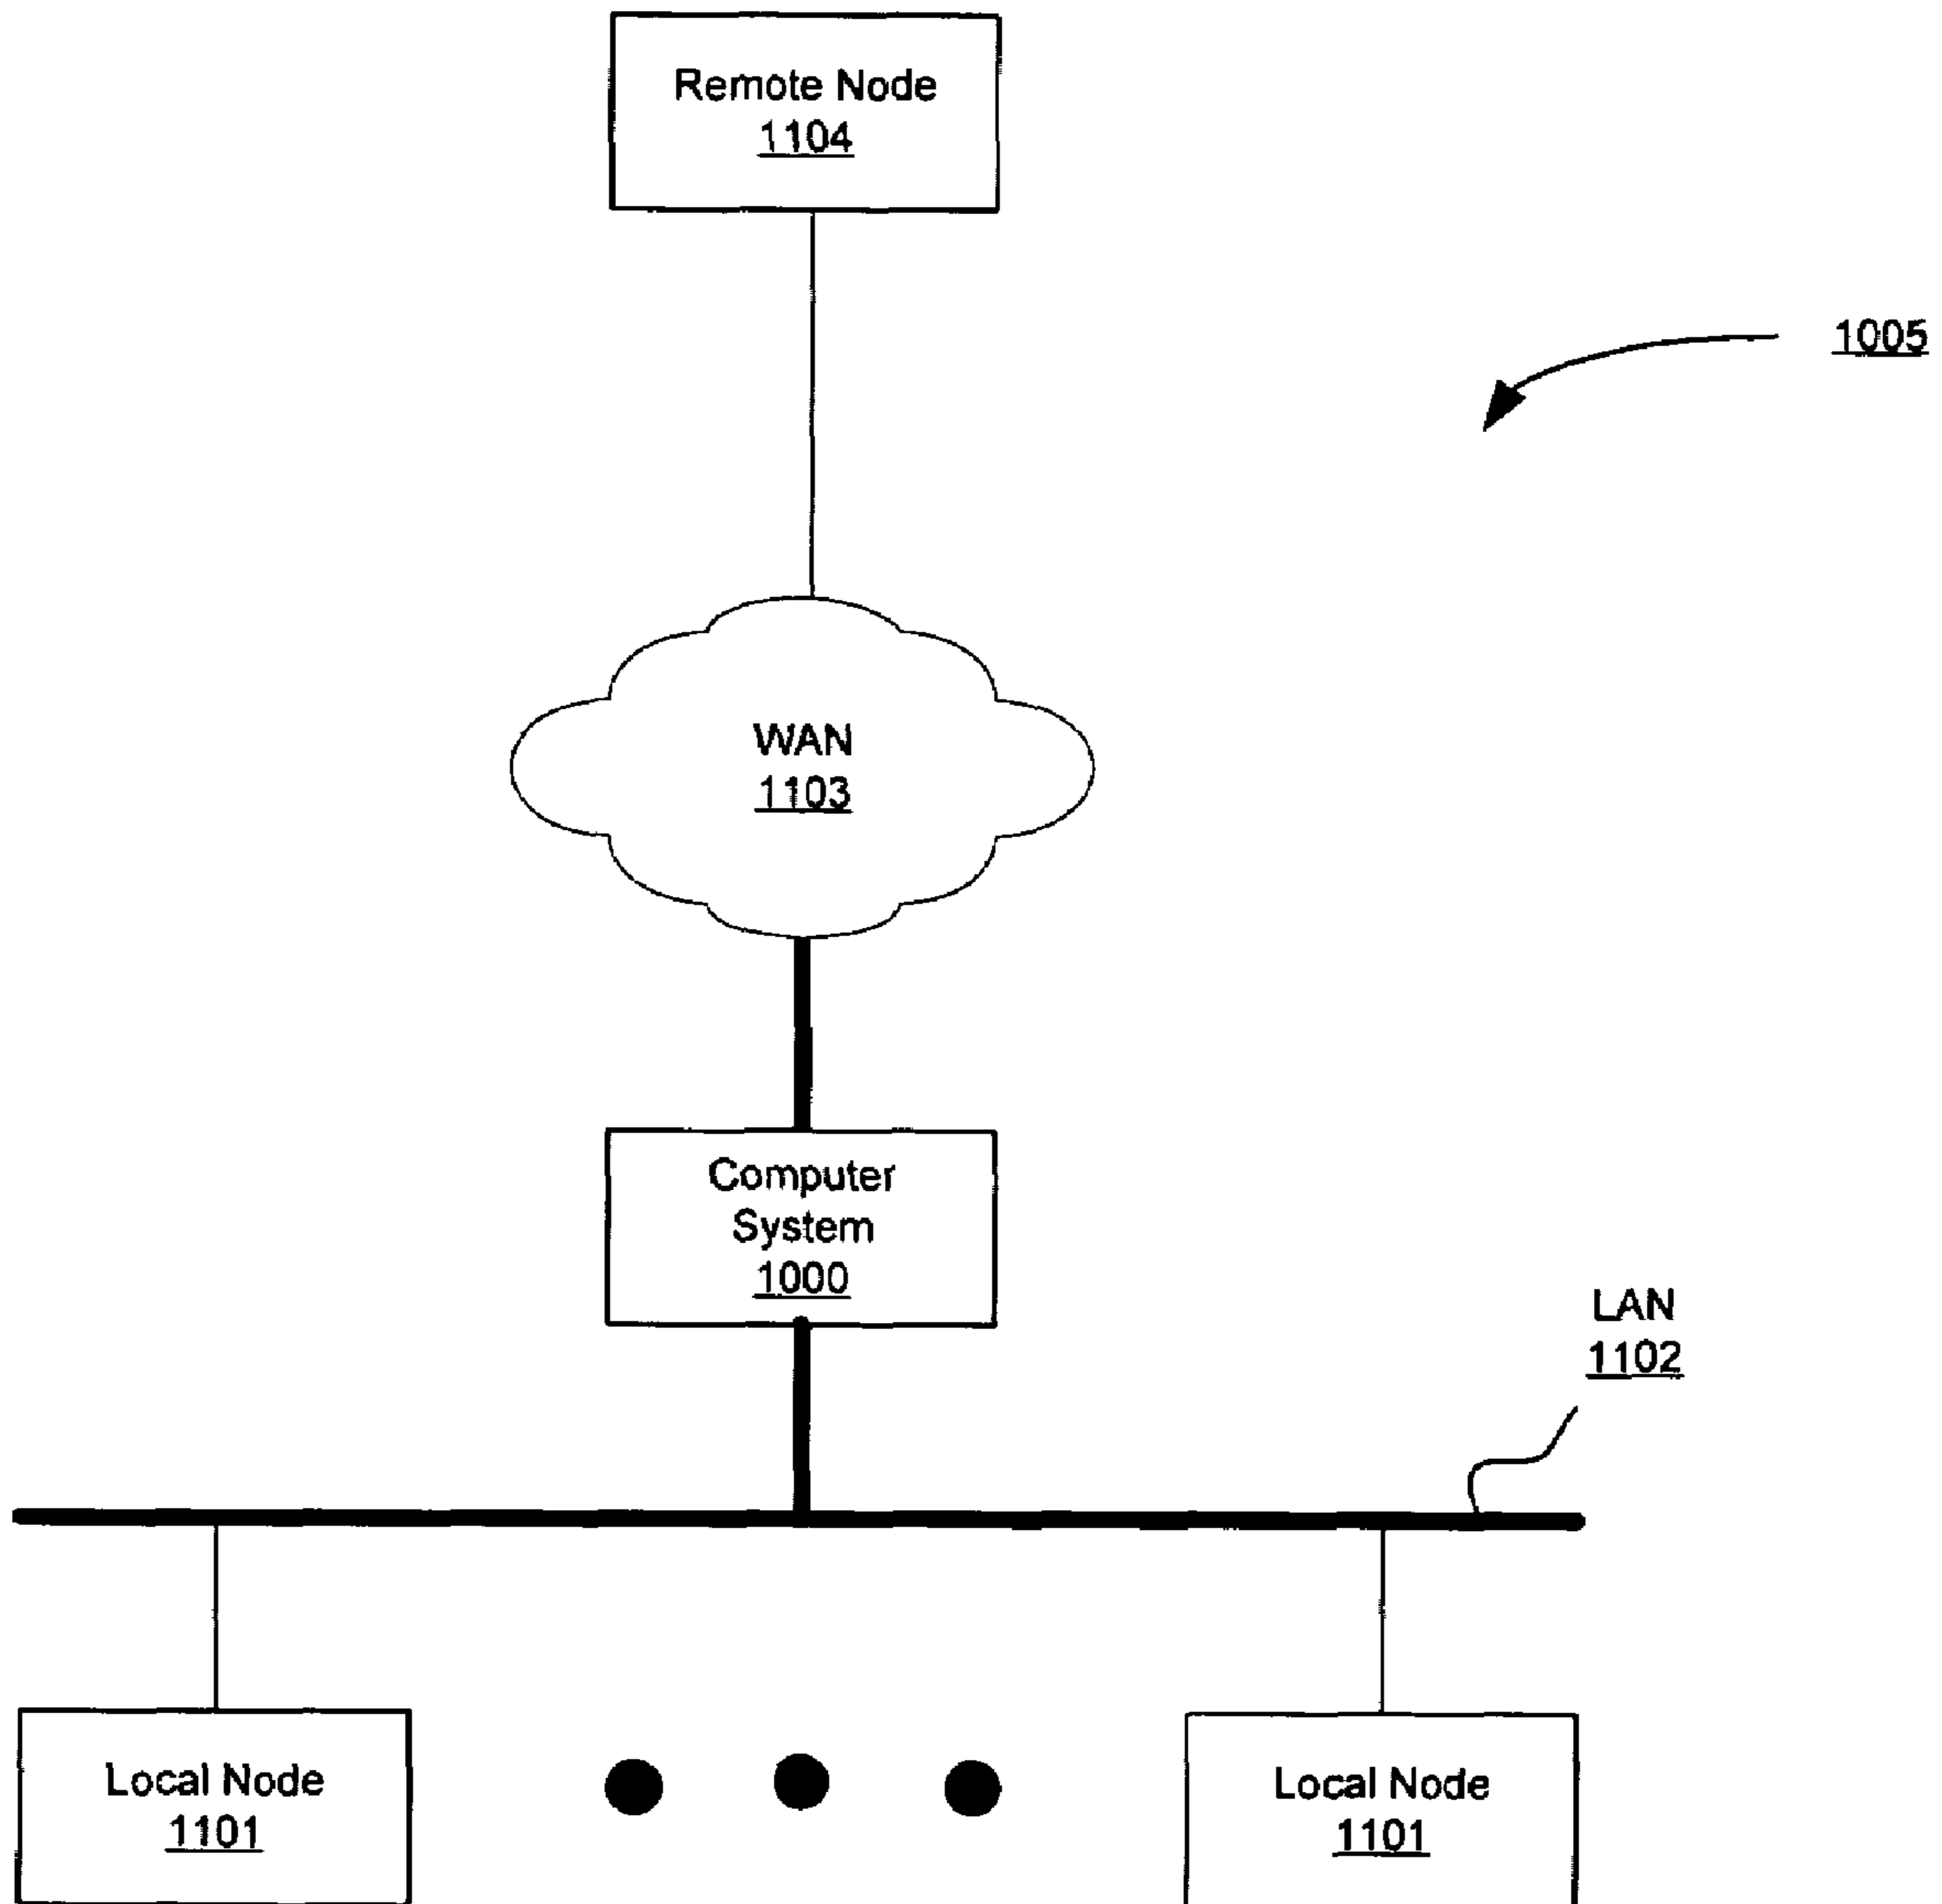 Remote Node
1104
1005
WAN
1103
Computer
System
1000
LAN
1102
Local Node
1101
Local Node
1101